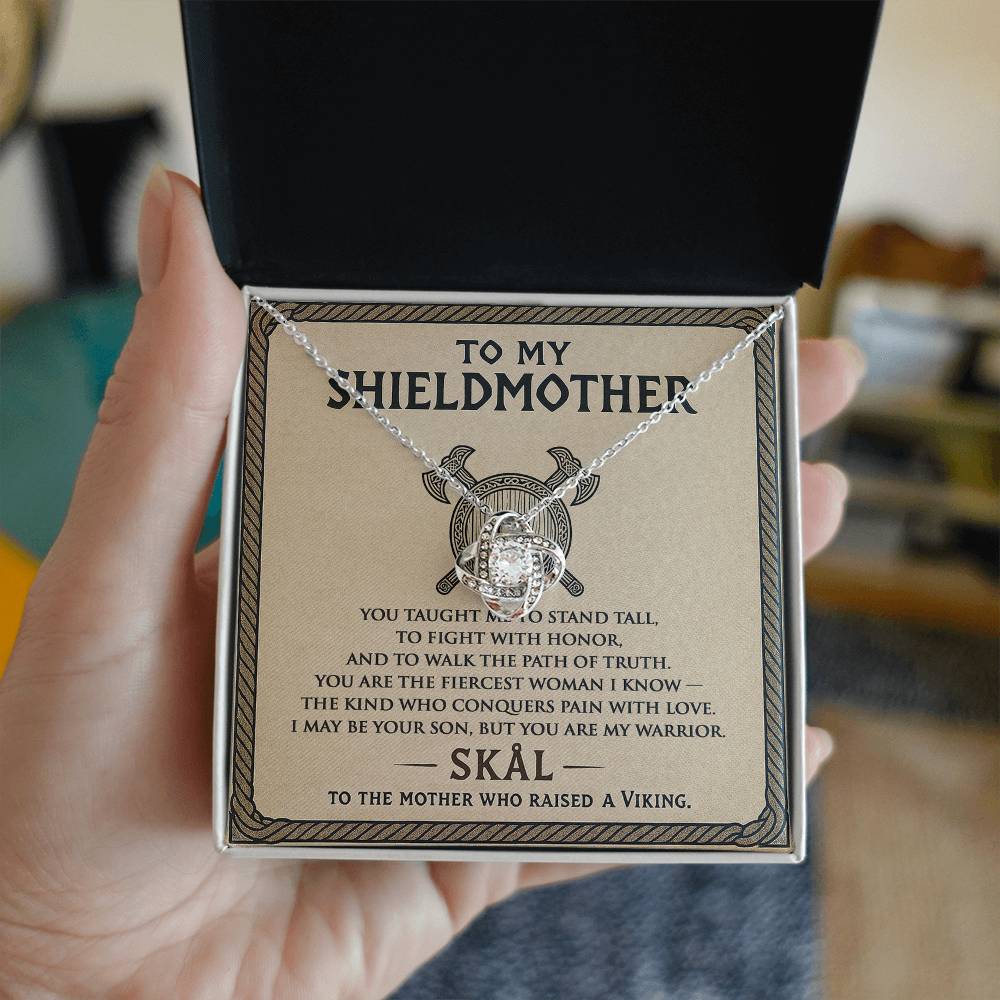 TO MY
SHIELDMOTHER
YOU TAUGHT ME TO STAND TALL,
TO FIGHT WITH HONOR,
AND TO WALK THE PATH OF TRUTH.
YOU ARE THE FIERCEST WOMAN I KNOW —
THE KIND WHO CONQUERS PAIN WITH LOVE.
I MAY BE YOUR SON, BUT YOU ARE MY WARRIOR.
— SKÅL —
TO THE MOTHER WHO RAISED A VIKING.